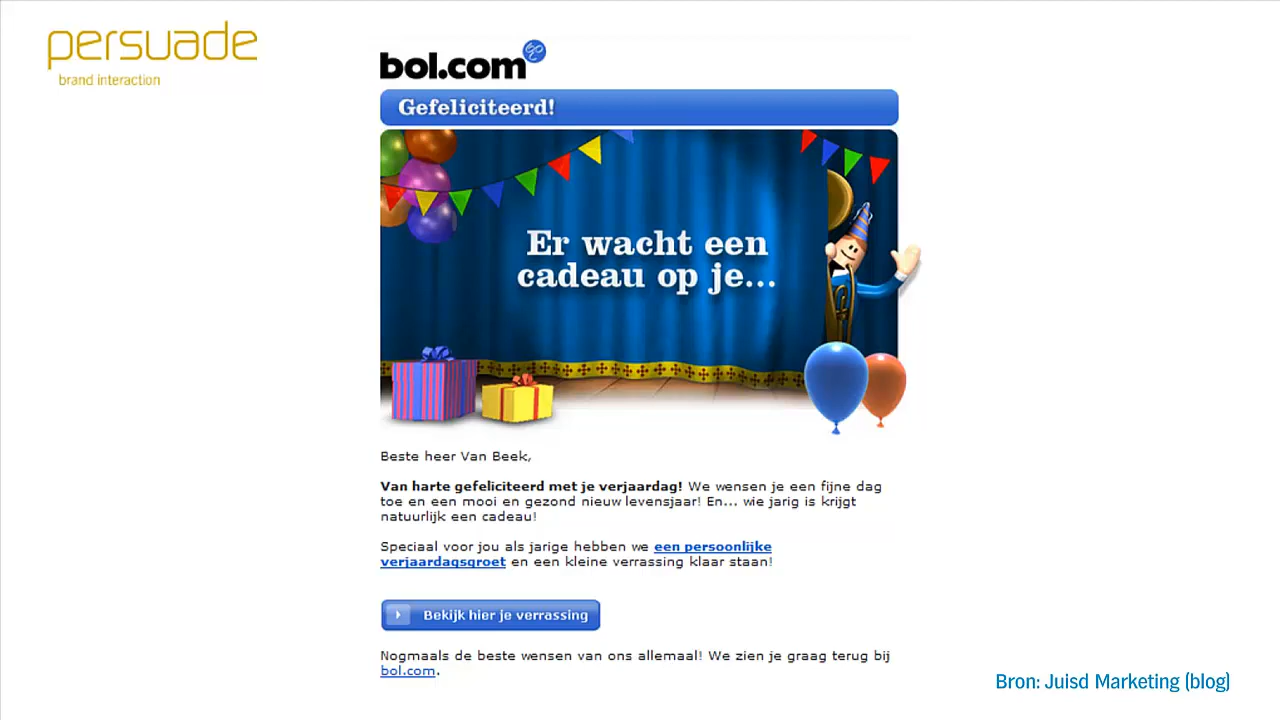 persuade
brand interaction
bol.com
Gefeliciteerd!
Er wacht een
cadeau op je...
Beste heer Van Beek,
Van harte gefeliciteerd met je verjaardag! We wensen je een fijne dag
toe en een mooi en gezond nieuw levensjaar! En... wie jarig is krijgt
natuurlijk een cadeau!
Speciaal voor jou als jarige hebben we een persoonlijke
verjaardagsgroet en een kleine verrassing klaar staan!
Bekijk hier je verrassing
Nogmaals de beste wensen van ons allemaal! We zien je graag terug bij
bol.com.
Bron: Juisd Marketing (blog)